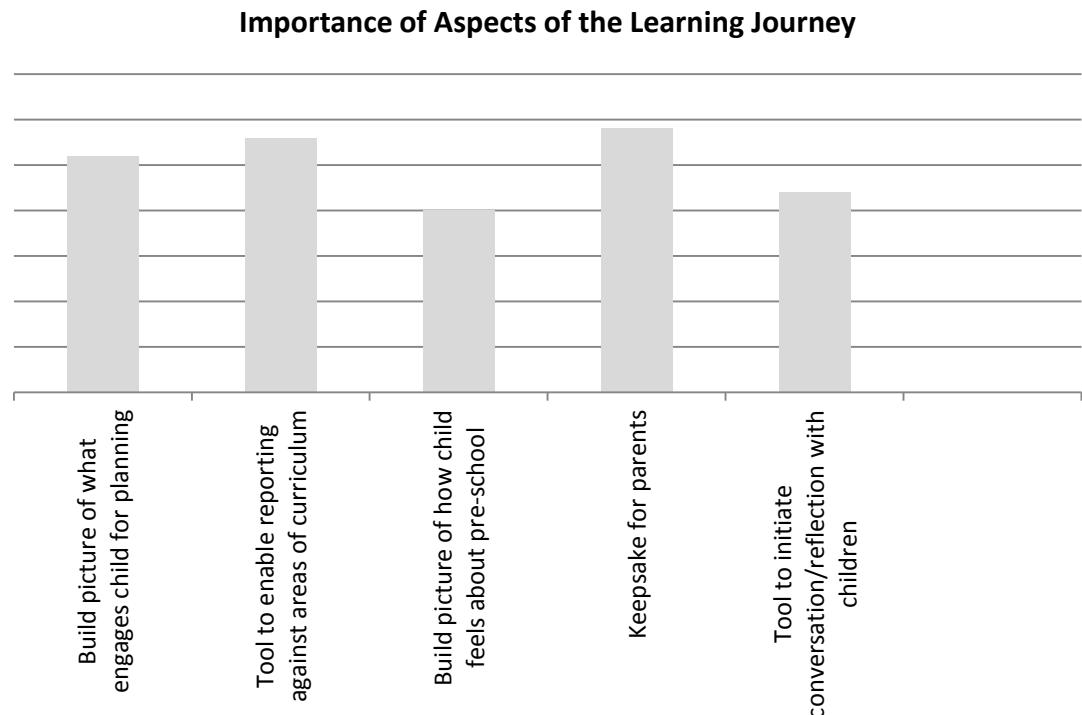 Importance of Aspects of the Learning Journey
Build picture of what
engages child for planning
Tool to enable reporting
against areas of curriculum
Build picture of how child
feels about pre-school
Keepsake for parents
Tool to initiate
conversation/reflection with
children